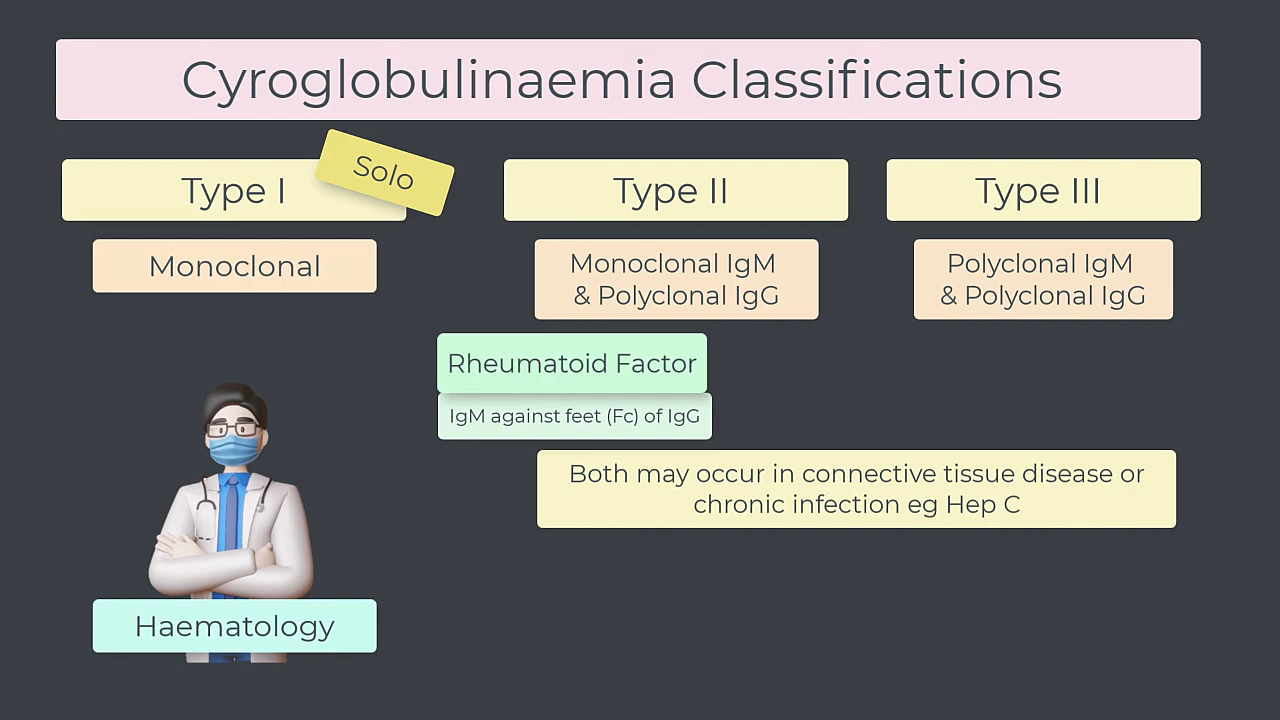 Cyroglobulinaemia Classifications
Solo
Type I
Type II
Type III
Monoclonal
Monoclonal IgM
& Polyclonal IgG
Polyclonal IgM
& Polyclonal IgG
Rheumatoid Factor
IgM against feet (Fc) of IgG
Both may occur in connective tissue disease or
chronic infection eg Hep C
Haematology